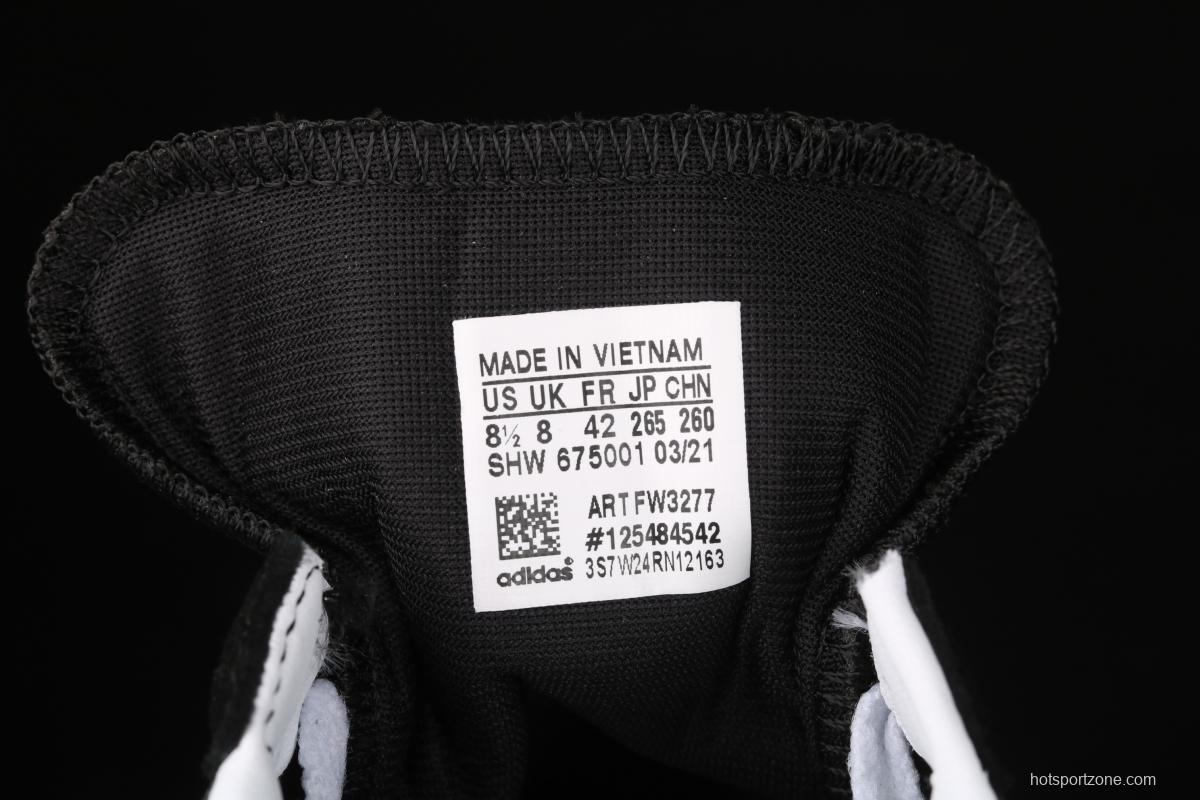 MADE IN VIETNAM
US UK FR JP CHN
8½ 8 42 265 260
SHW 675001 03/21
ART FW3277
#125484542
3S7W24RN12163
adidas®
hotsportzone.com